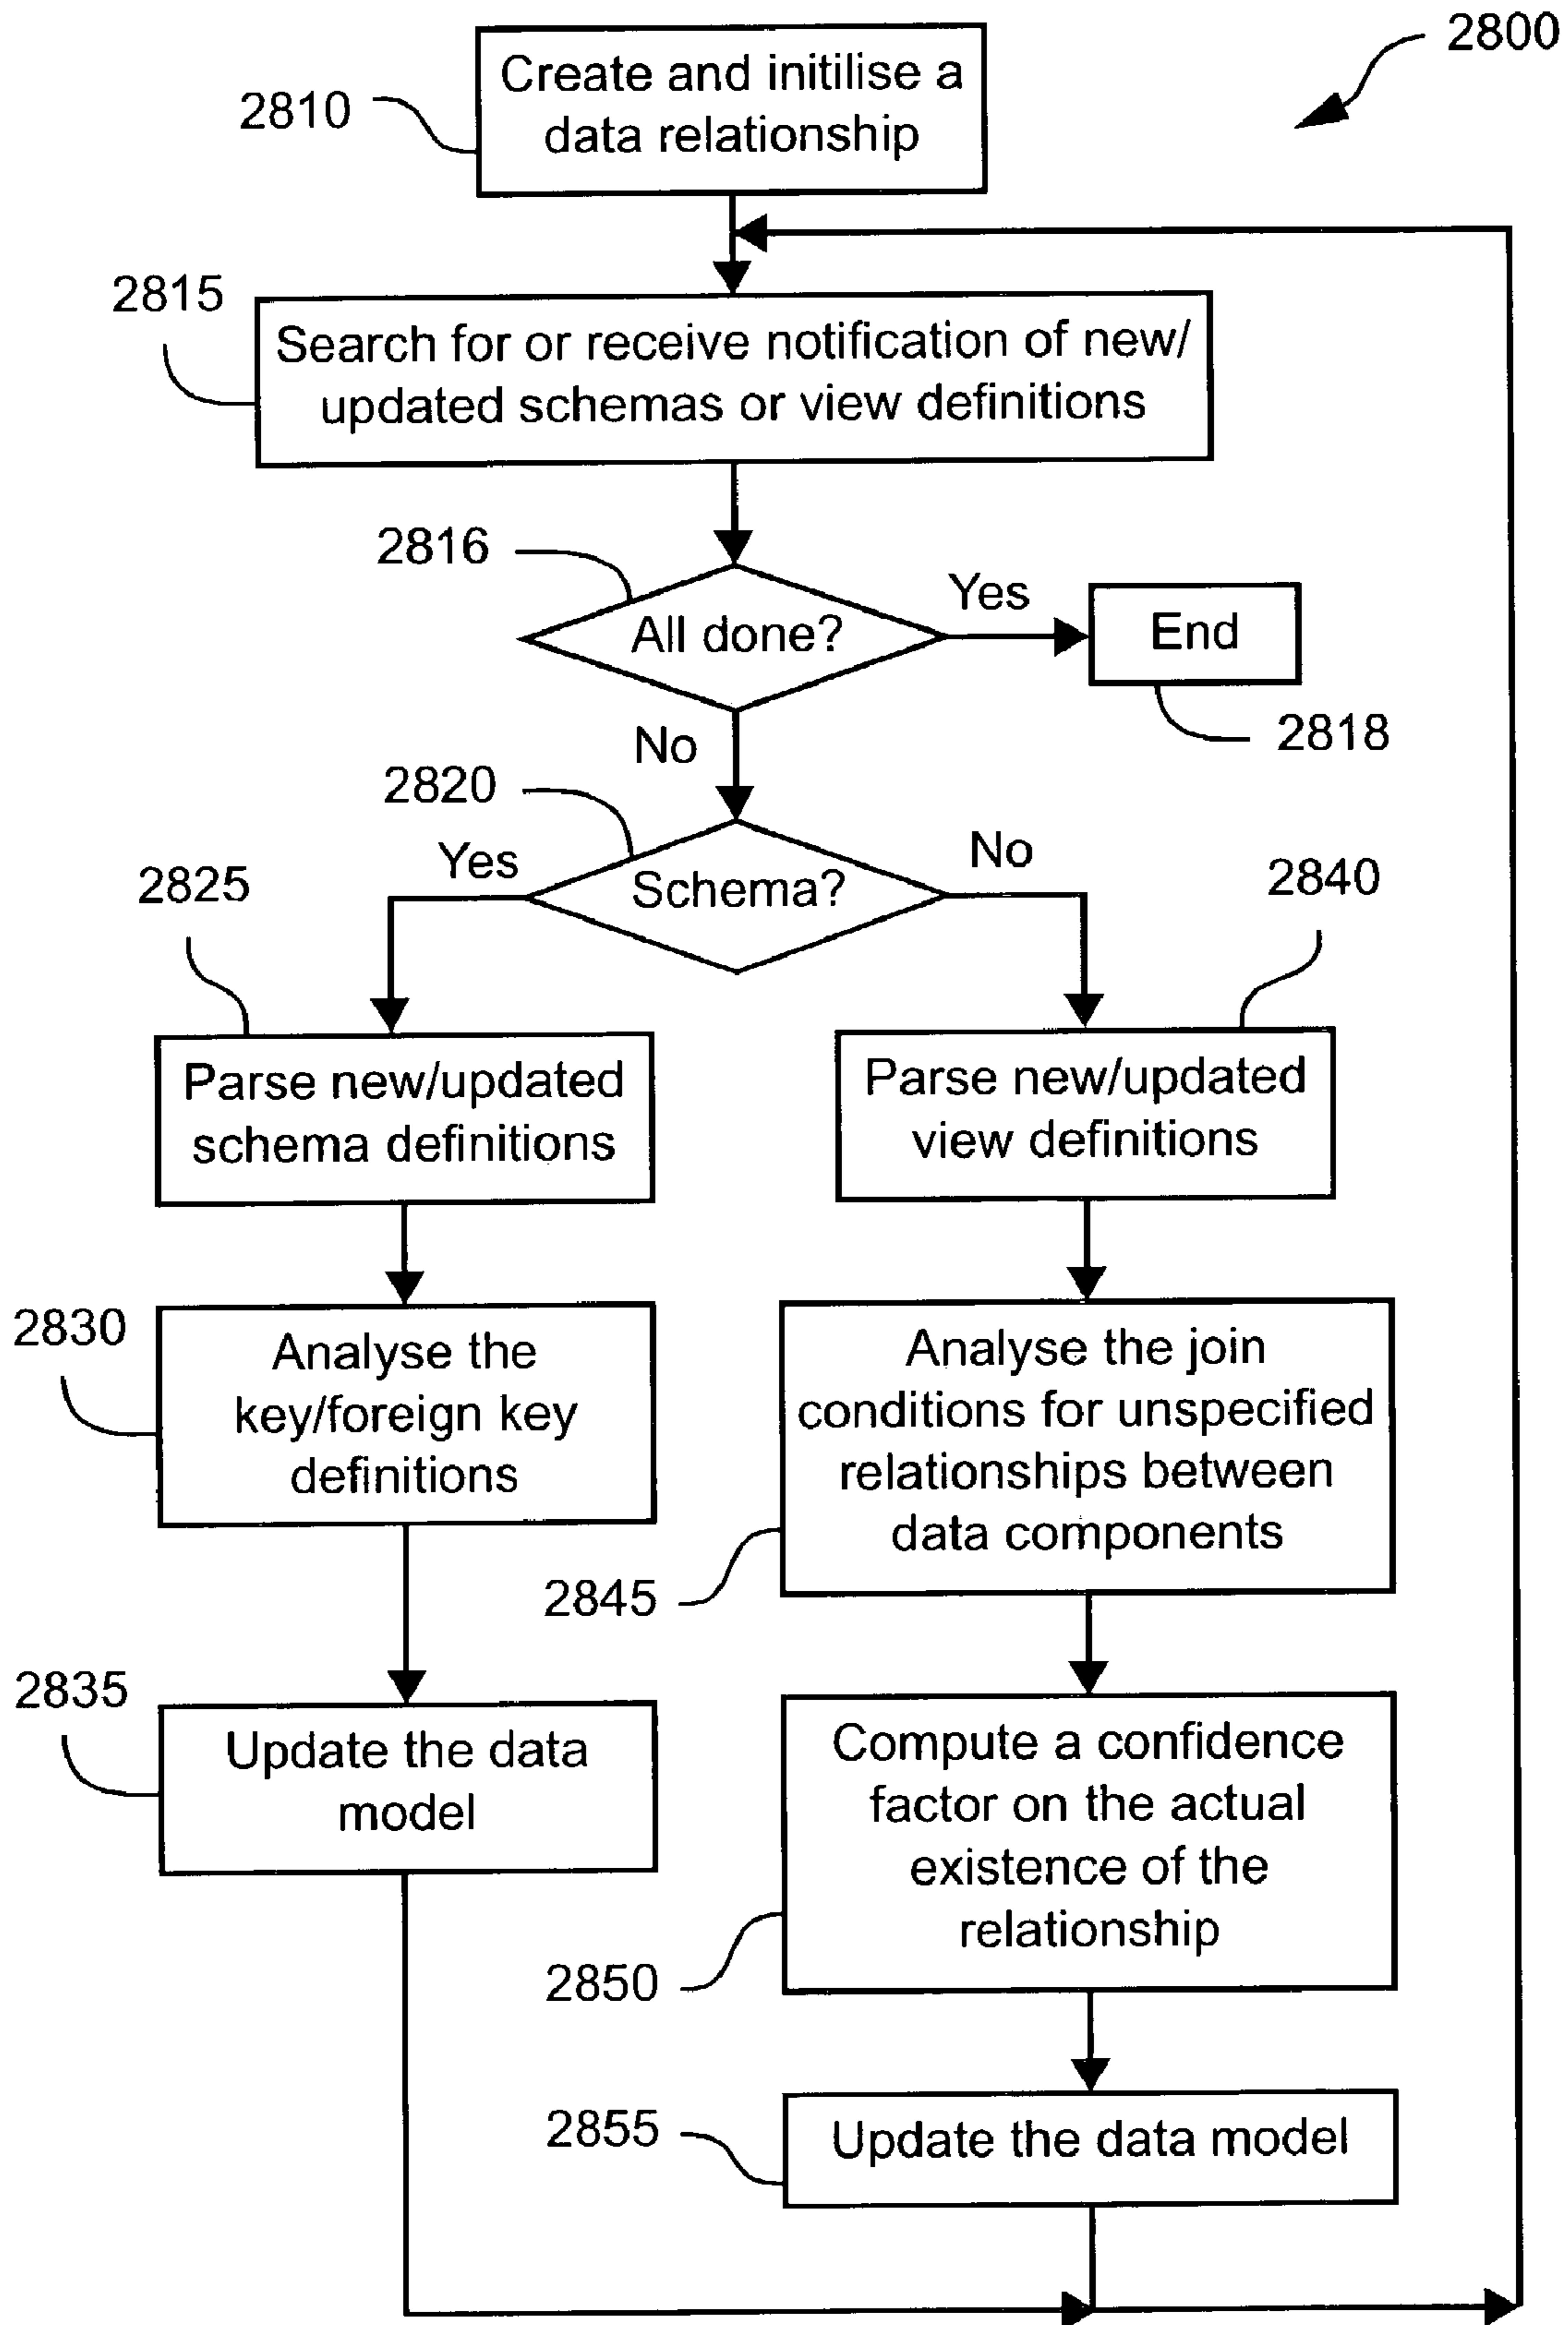 2800
Create and initilise a
data relationship
2810
2815
Search for or receive notification of new/
updated schemas or view definitions
2816
All done?
Yes
End
2818
No
2820
Schema?
Yes
No
2825
2840
Parse new/updated
schema definitions
Parse new/updated
view definitions
2830
Analyse the
key/foreign key
definitions
Analyse the join
conditions for unspecified
relationships between
data components
2845
2835
Update the data
model
Compute a confidence
factor on the actual
existence of the
relationship
2850
2855
Update the data model